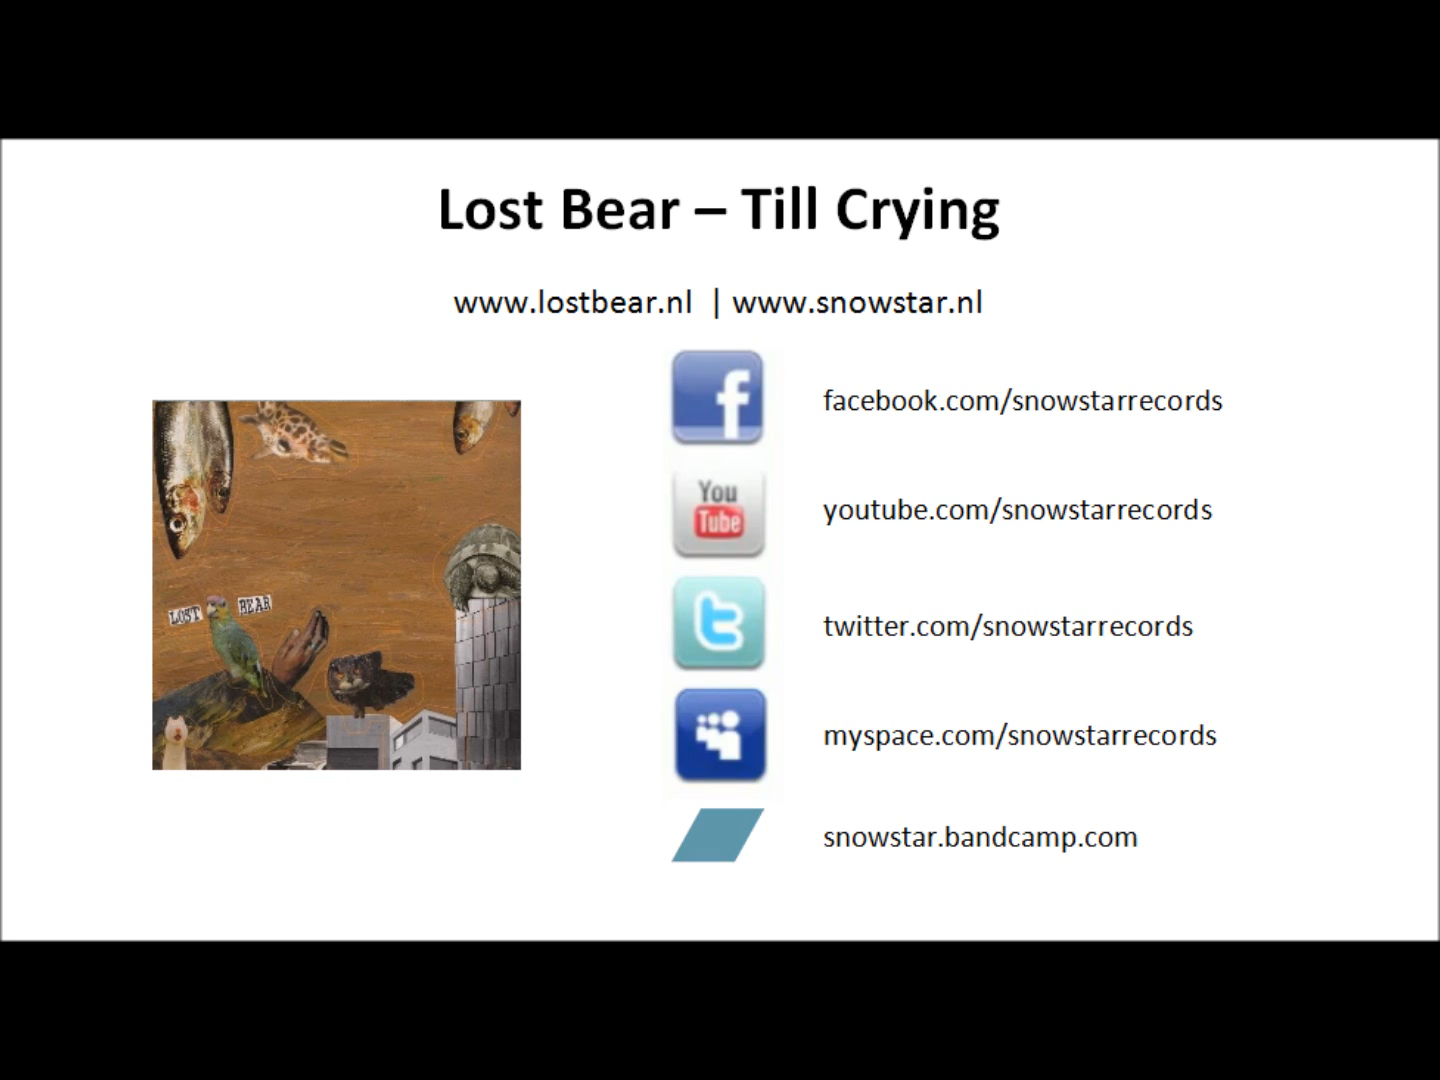 Lost Bear – Till Crying
www.lostbear.nl | www.snowstar.nl
facebook.com/snowstarrecords
You
Tube
youtube.com/snowstarrecords
twitter.com/snowstarrecords
myspace.com/snowstarrecords
snowstar.bandcamp.com
LOST BEAR